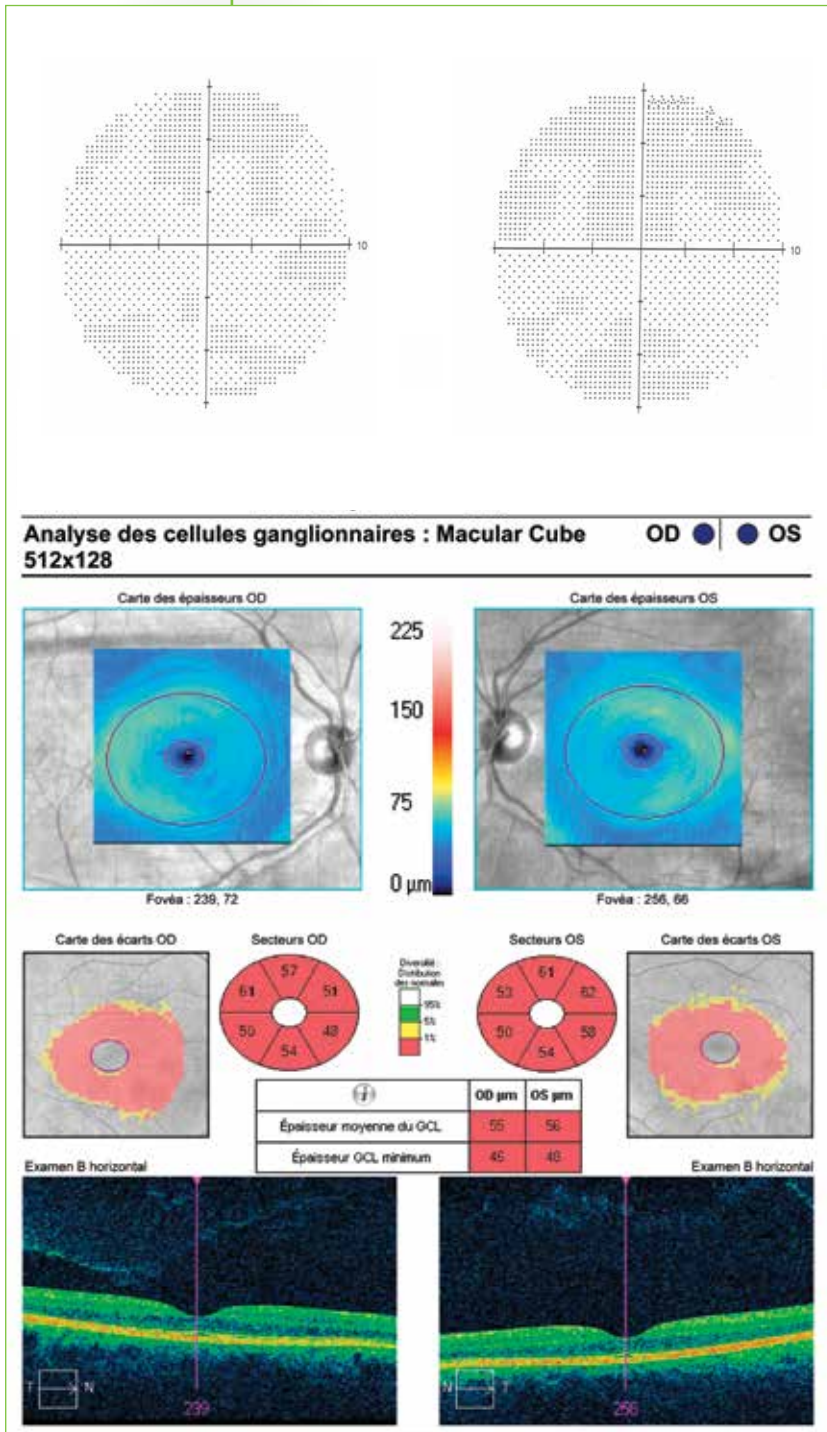 10
10
Analyse des cellules ganglionnaires : Macular Cube 512x128
OD OS
Carte des épaisseurs OD
Carte des épaisseurs OS
225
150
75
0 µm
Fovéa : 239, 72
Fovéa : 256, 66
Carte des écarts OD
Secteurs OD
Diversité :
Distribution
des normales
95%
5%
1%
Secteurs OS
Carte des écarts OS
57
61 51
48
54
61
53 62
50 58
54
OD µm OS µm
Épaisseur moyenne du GCL 55 56
Épaisseur GCL minimum 45 48
Examen B horizontal
Examen B horizontal
T N
239
N T
256